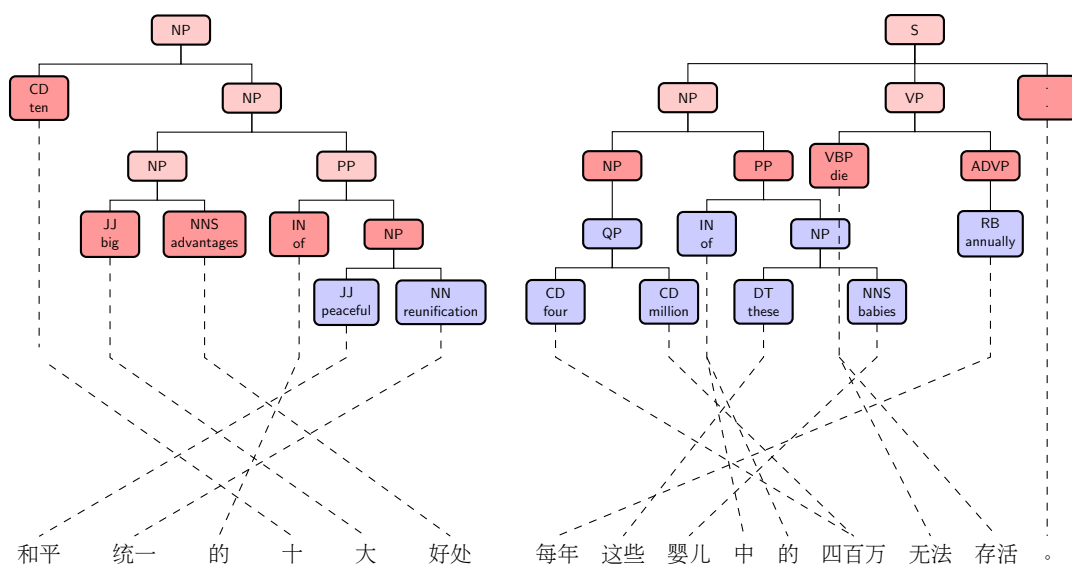 NP
CD
ten
NP
NP
PP
JJ
big
NNS
advantages
IN
of
NP
JJ
peaceful
NN
reunification
和平 统一 的 十 大 好处
S
NP
VP
.
.
NP
PP
VBP
die
ADVP
QP
IN
of
NP
RB
annually
CD
four
CD
million
DT
these
NNS
babies
每年 这些 婴儿 中 的 四百万 无法 存活 。